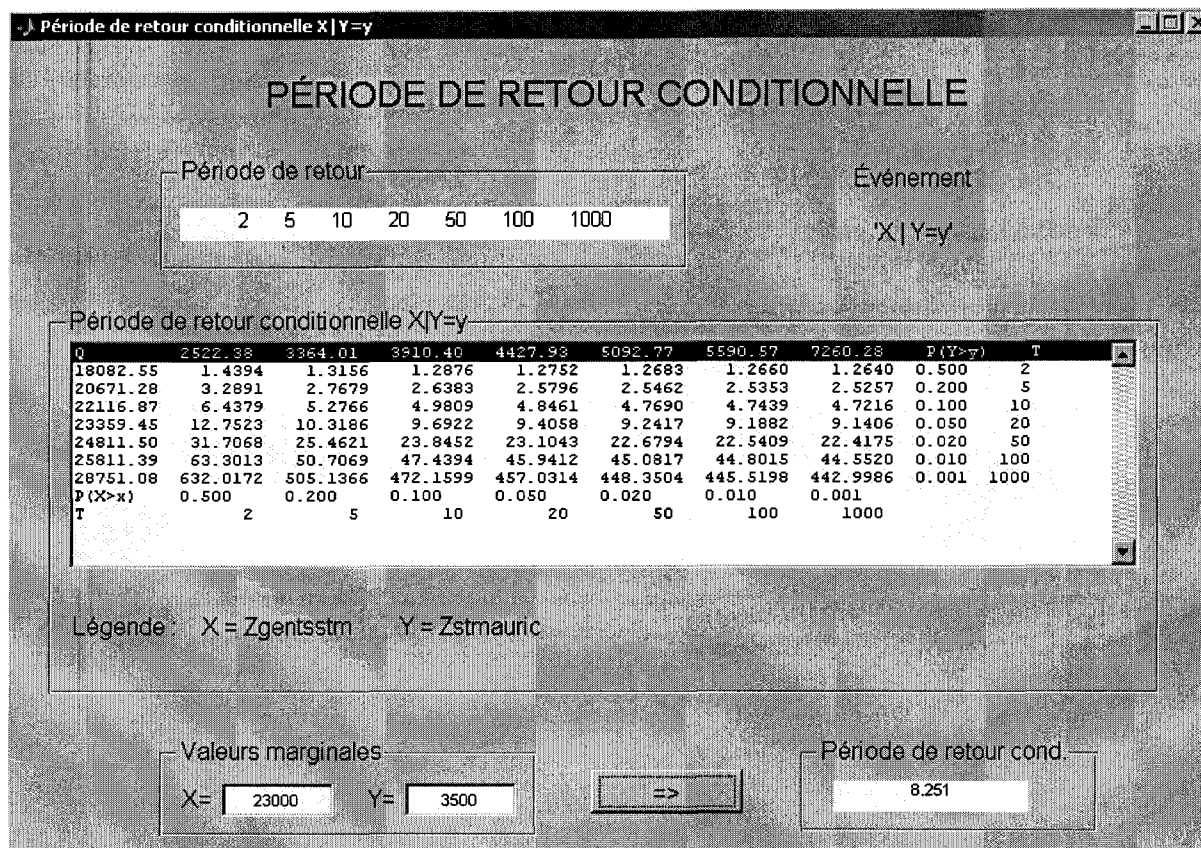 Période de retour conditionnelle X|Y=y
PÉRIODE DE RETOUR CONDITIONNELLE
Période de retour
2 5 10 20 50 100 1000
Événement
'X | Y=y'
Période de retour conditionnelle X|Y=y
Q 2522.38 3364.01 3910.40 4427.93 5092.77 5590.57 7260.28 P(Y>y) T
18082.55 1.4394 1.3156 1.2876 1.2752 1.2683 1.2660 1.2640 0.500 2
20671.28 3.2891 2.7679 2.6383 2.5796 2.5462 2.5353 2.5257 0.200 5
22116.87 6.4379 5.2766 4.9809 4.8461 4.7690 4.7439 4.7216 0.100 10
23359.45 12.7523 10.3186 9.6922 9.4058 9.2417 9.1882 9.1406 0.050 20
24811.50 31.7068 25.4621 23.8452 23.1043 22.6794 22.5409 22.4175 0.020 50
25811.39 63.3013 50.7069 47.4394 45.9412 45.0817 44.8015 44.5520 0.010 100
28751.08 632.0172 505.1366 472.1599 457.0314 448.3504 445.5198 442.9986 0.001 1000
P(X>x) 0.500 0.200 0.100 0.050 0.020 0.010 0.001
T 2 5 10 20 50 100 1000
Légende : X = Zgentsstm Y = Zstmauric
Valeurs marginales
X= 23000 Y= 3500
=>
Période de retour cond.
8.251